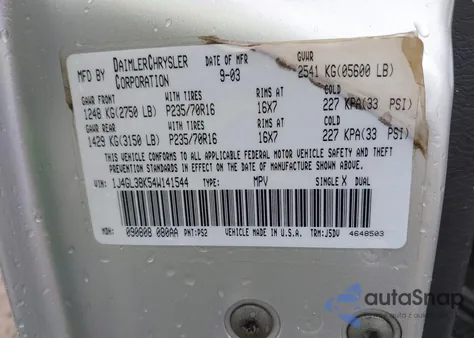 MFD BY DAIMLERCHRYSLER CORPORATION DATE OF MFR 9-03 GVWR 2541 KG(05600 LB)
GAWR FRONT WITH TIRES RIMS AT COLD
1248 KG(2750 LB) P235/70R16 16X7 227 KPA(33 PSI)
GAWR REAR WITH TIRES RIMS AT COLD
1429 KG(3150 LB) P235/70R16 16X7 227 KPA(33 PSI)
THIS VEHICLE CONFORMS TO ALL APPLICABLE FEDERAL MOTOR VEHICLE SAFETY AND THEFT
PREVENTION STANDARDS IN EFFECT ON THE DATE OF MANUFACTURE SHOWN ABOVE.
VIN: 1J4GL38K54W141544 TYPE: MPV SINGLE X DUAL
MDH: 090808 080AA PNT:PS2 VEHICLE MADE IN U.S.A. TRM:J5DV 4648503
autoSnap